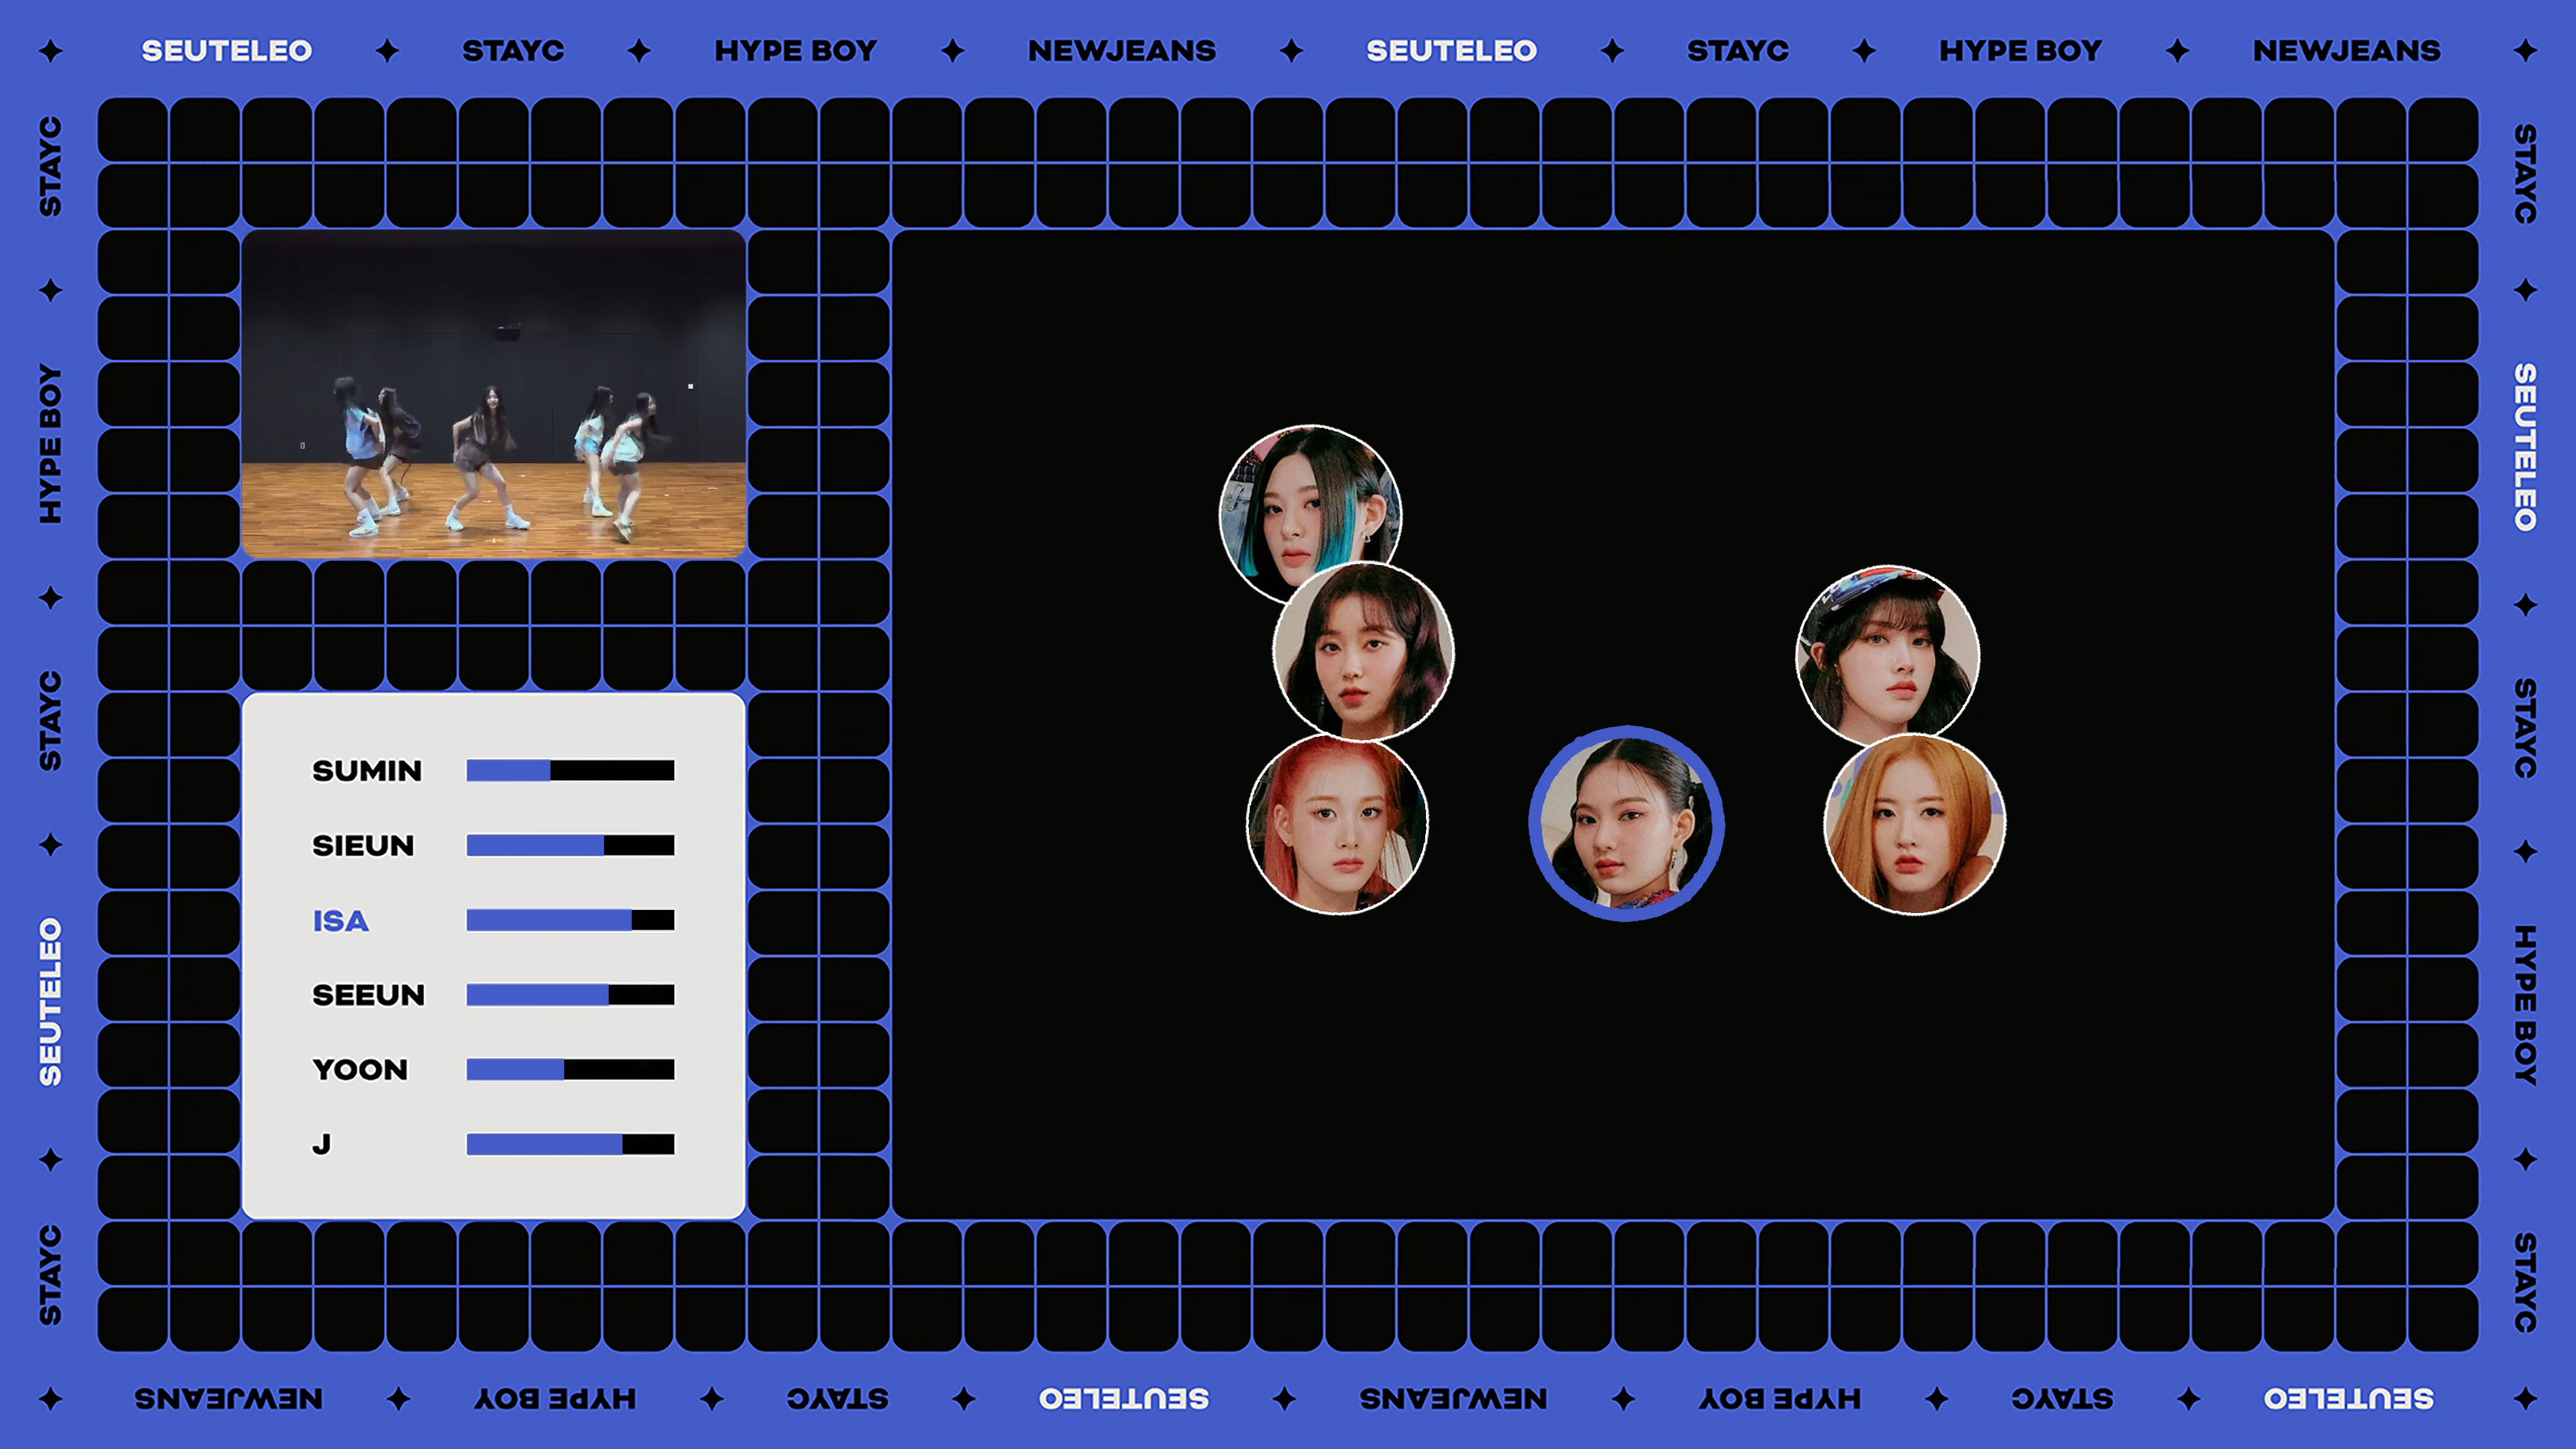 SEUTELEO ✦ STAYC ✦ HYPE BOY ✦ NEWJEANS ✦ SEUTELEO ✦ STAYC ✦ HYPE BOY ✦ NEWJEANS
STAYC
HYPE BOY
STAYC
SEUTELEO
STAYC
SUMIN
SIEUN
ISA
SEEUN
YOON
J
STAYC
SEUTELEO
STAYC
HYPE BOY
STAYC
NEWJEANS ✦ HYPE BOY ✦ STAYC ✦ SEUTELEO ✦ NEWJEANS ✦ HYPE BOY ✦ STAYC ✦ SEUTELEO